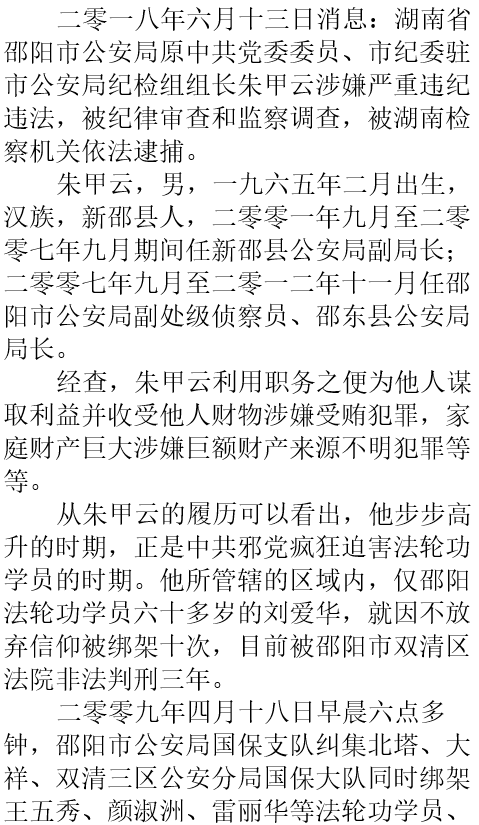 二零一八年六月十三日消息：湖南省
邵阳市公安局原中共党委委员、市纪委驻
市公安局纪检组组长朱甲云涉嫌严重违纪
违法，被纪律审查和监察调查，被湖南检
察机关依法逮捕。
朱甲云，男，一九六五年二月出生，
汉族，新邵县人，二零零一年九月至二零
零七年九月期间任新邵县公安局副局长；
二零零七年九月至二零一二年十一月任邵
阳市公安局副处级侦察员、邵东县公安局
局长。
经查，朱甲云利用职务之便为他人谋
取利益并收受他人财物涉嫌受贿犯罪，家
庭财产巨大涉嫌巨额财产来源不明犯罪等
等。
从朱甲云的履历可以看出，他步步高
升的时期，正是中共邪党疯狂迫害法轮功
学员的时期。他所管辖的区域内，仅邵阳
法轮功学员六十多岁的刘爱华，就因不放
弃信仰被绑架十次，目前被邵阳市双清区
法院非法判刑三年。
二零零九年四月十八日早晨六点多
钟，邵阳市公安局国保支队纠集北塔、大
祥、双清三区公安分局国保大队同时绑架
王五秀、颜淑洲、雷丽华等法轮功学员、